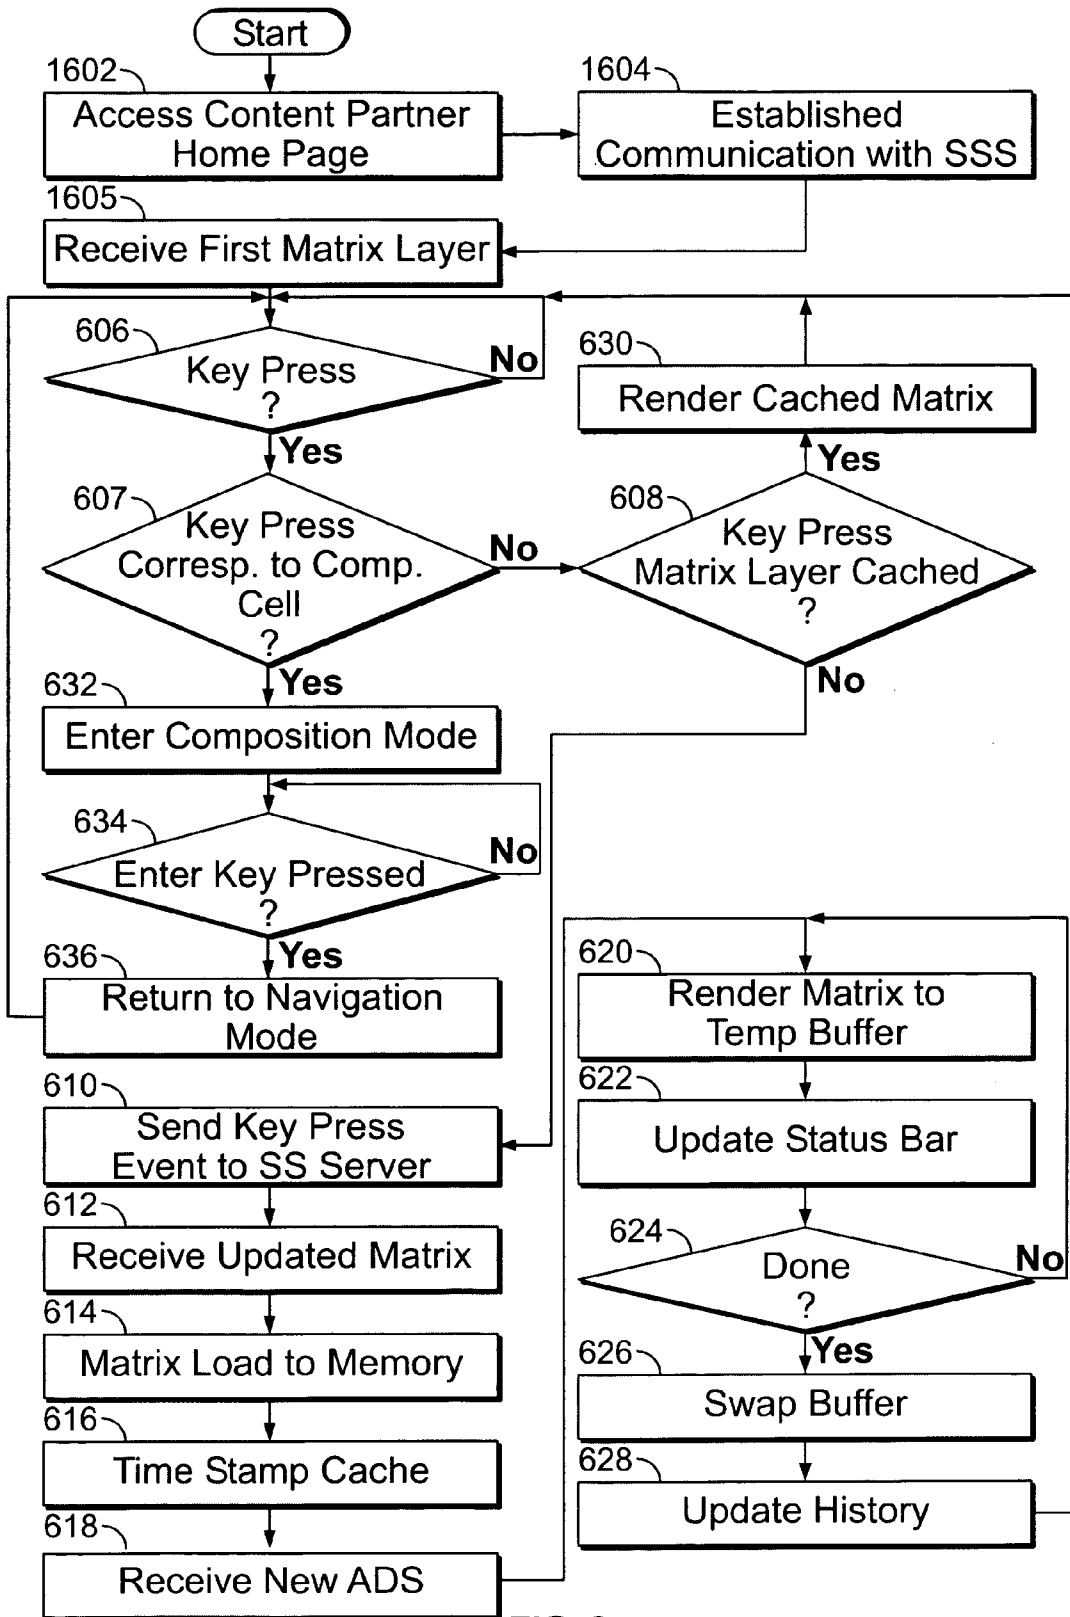 Start
1602
Access Content Partner
Home Page
1604
Established
Communication with SSS
1605
Receive First Matrix Layer
606
Key Press
?
No
Yes
630
Render Cached Matrix
Yes
607
Key Press
Corresp. to Comp.
Cell
?
No
608
Key Press
Matrix Layer Cached
?
No
Yes
632
Enter Composition Mode
634
Enter Key Pressed
?
No
Yes
636
Return to Navigation
Mode
610
Send Key Press
Event to SS Server
612
Receive Updated Matrix
614
Matrix Load to Memory
616
Time Stamp Cache
618
Receive New ADS
620
Render Matrix to
Temp Buffer
622
Update Status Bar
624
Done
?
No
Yes
626
Swap Buffer
628
Update History